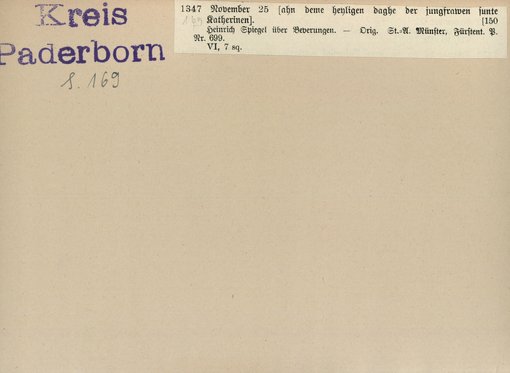 Kreis
Paderborn
S. 169
1347 November 25 [ahn deme heyligen daghe der jungfrawen sunte
Katherinen]. [150
Heinrich Spiegel über Beverungen. — Orig. St.-A. Münster, Fürstent. P.
Nr. 699.
VI, 7 sq.